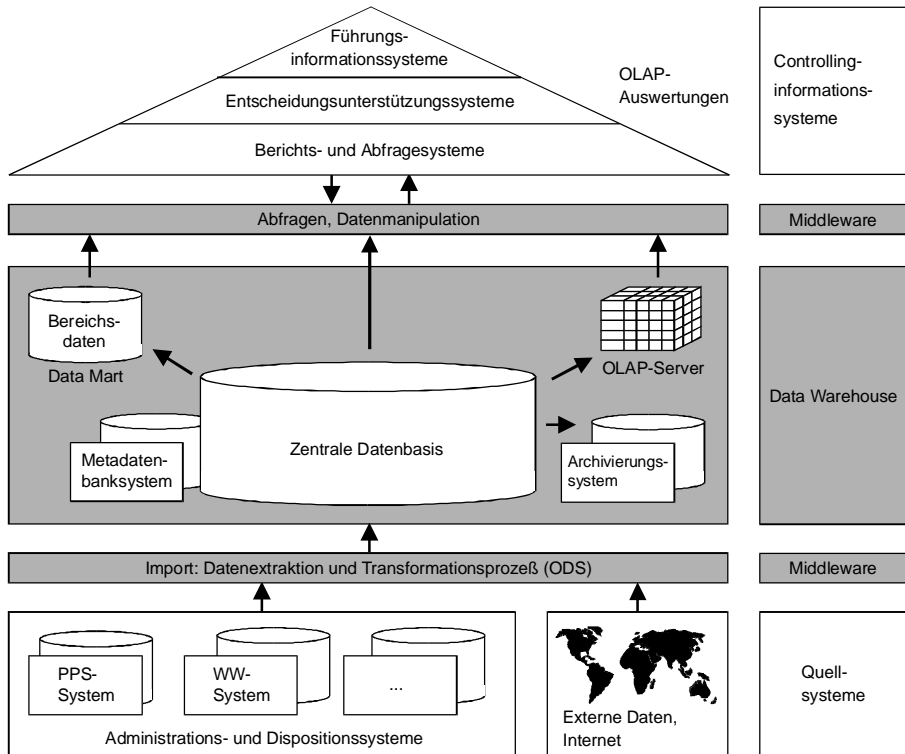 Führungs-
informationssysteme
Entscheidungsunterstützungssysteme
Berichts- und Abfragesysteme
OLAP-
Auswertungen
Controlling-
informations-
systeme
Abfragen, Datenmanipulation
Middleware
Bereichs-
daten
Data Mart
OLAP-Server
Zentrale Datenbasis
Metadaten-
banksystem
Archivierungs-
system
Data Warehouse
Import: Datenextraktion und Transformationsprozeß (ODS)
Middleware
PPS-
System
WW-
System
...
Administrations- und Dispositionssysteme
Externe Daten,
Internet
Quell-
systeme